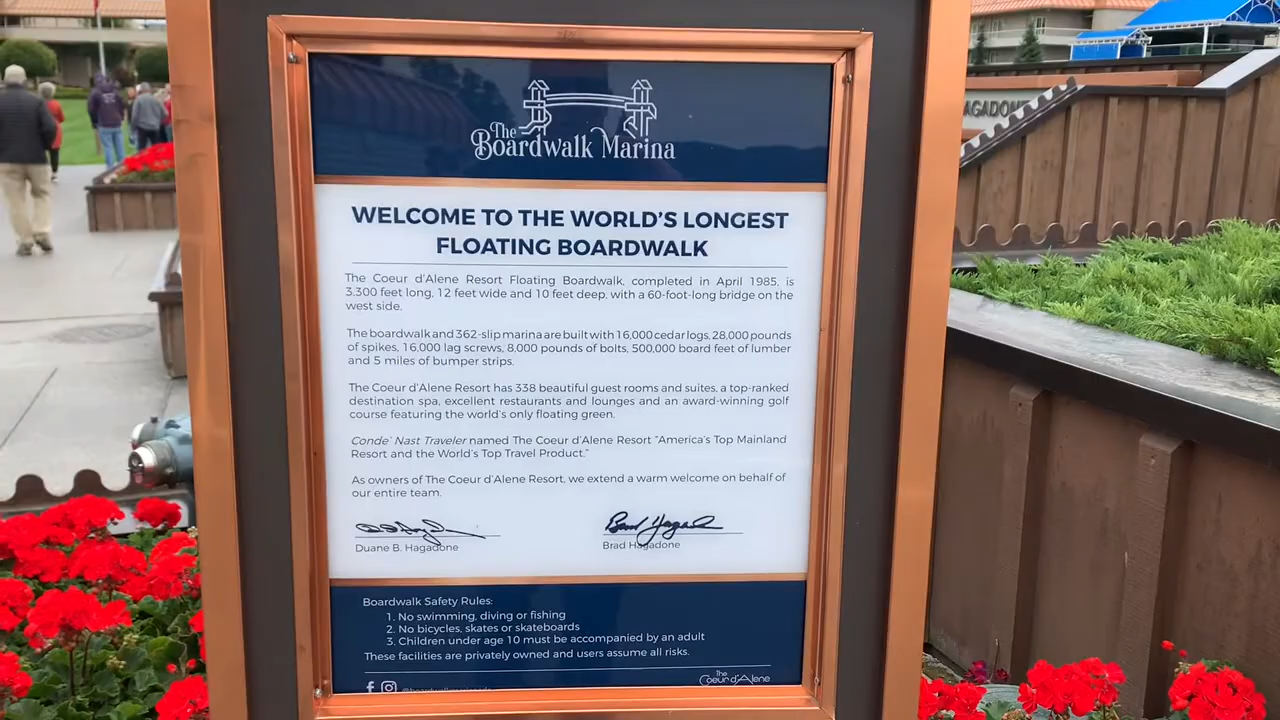 The
Boardwalk Marina
WELCOME TO THE WORLD'S LONGEST
FLOATING BOARDWALK
The Coeur d'Alene Resort Floating Boardwalk, completed in April 1985, is
3,300 feet long, 12 feet wide and 10 feet deep, with a 60-foot-long bridge on the
west side.
The boardwalk and 362-slip marina are built with 16,000 cedar logs, 28,000 pounds
of spikes, 16,000 lag screws, 8,000 pounds of bolts, 500,000 board feet of lumber
and 5 miles of bumper strips.
The Coeur d'Alene Resort has 338 beautiful guest rooms and suites, a top-ranked
destination spa, excellent restaurants and lounges and an award-winning golf
course featuring the world's only floating green.
Conde' Nast Traveler named The Coeur d'Alene Resort "America's Top Mainland
Resort and the World's Top Travel Product."
As owners of The Coeur d'Alene Resort, we extend a warm welcome on behalf of
our entire team.
Brad Hagadone
Duane B. Hagadone
Brad Hagadone
Boardwalk Safety Rules:
1. No swimming, diving or fishing
2. No bicycles, skates or skateboards
3. Children under age 10 must be accompanied by an adult
These facilities are privately owned and users assume all risks.
The
Coeur d'Alene
AGADONE